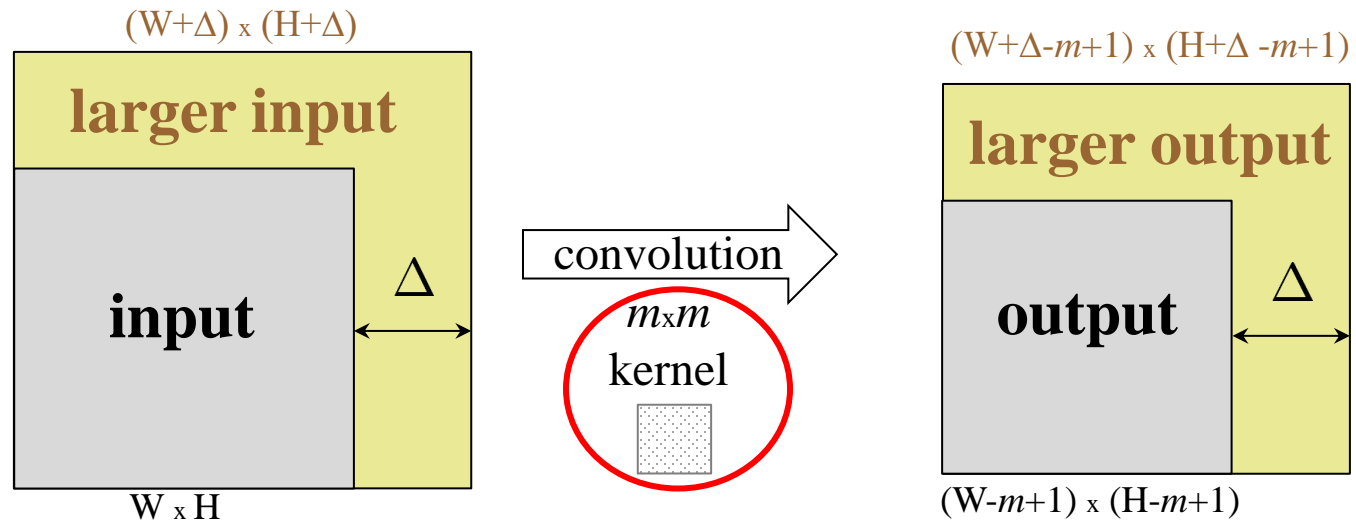 (W+Δ) x (H+Δ)
larger input
input
Δ
W x H
convolution
mxm
kernel
(W+Δ-m+1) x (H+Δ -m+1)
larger output
output
Δ
(W-m+1) x (H-m+1)